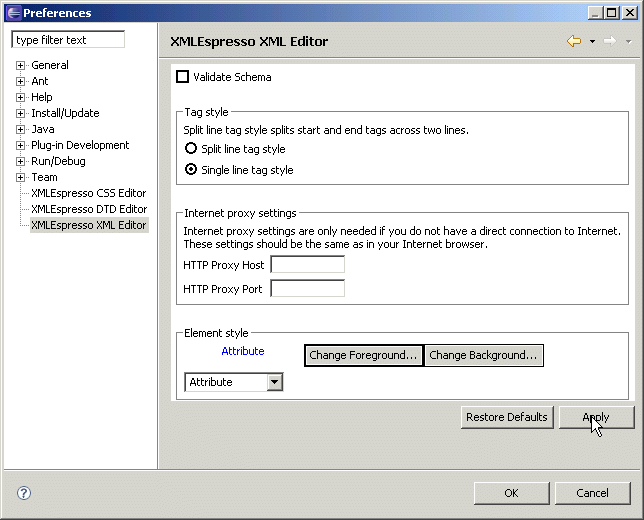 Preferences
type filter text
General
Ant
Help
Install/Update
Java
Plug-in Development
Run/Debug
Team
XMLEspresso CSS Editor
XMLEspresso DTD Editor
XMLEspresso XML Editor
XMLEspresso XML Editor
Validate Schema
Tag style
Split line tag style splits start and end tags across two lines.
Split line tag style
Single line tag style
Internet proxy settings
Internet proxy settings are only needed if you do not have a direct connection to Internet.
These settings should be the same as in your Internet browser.
HTTP Proxy Host
HTTP Proxy Port
Element style
Attribute
Change Foreground... Change Background...
Attribute
Restore Defaults Apply
? OK Cancel